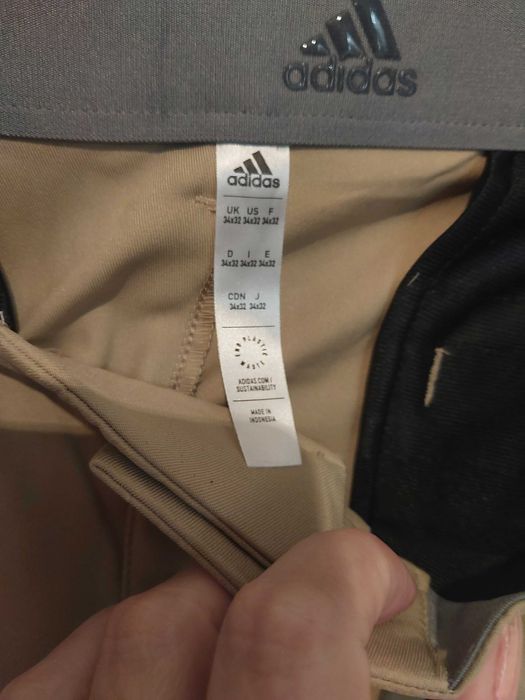 adidas
adidas
UK US F
34x32 34x32 34x32
D I E
34x32 34x32 34x32
CDN J
34x32 34x32
END PLASTIC WASTE
ADIDAS.COM/
SUSTAINABILITY
MADE IN
INDONESIA